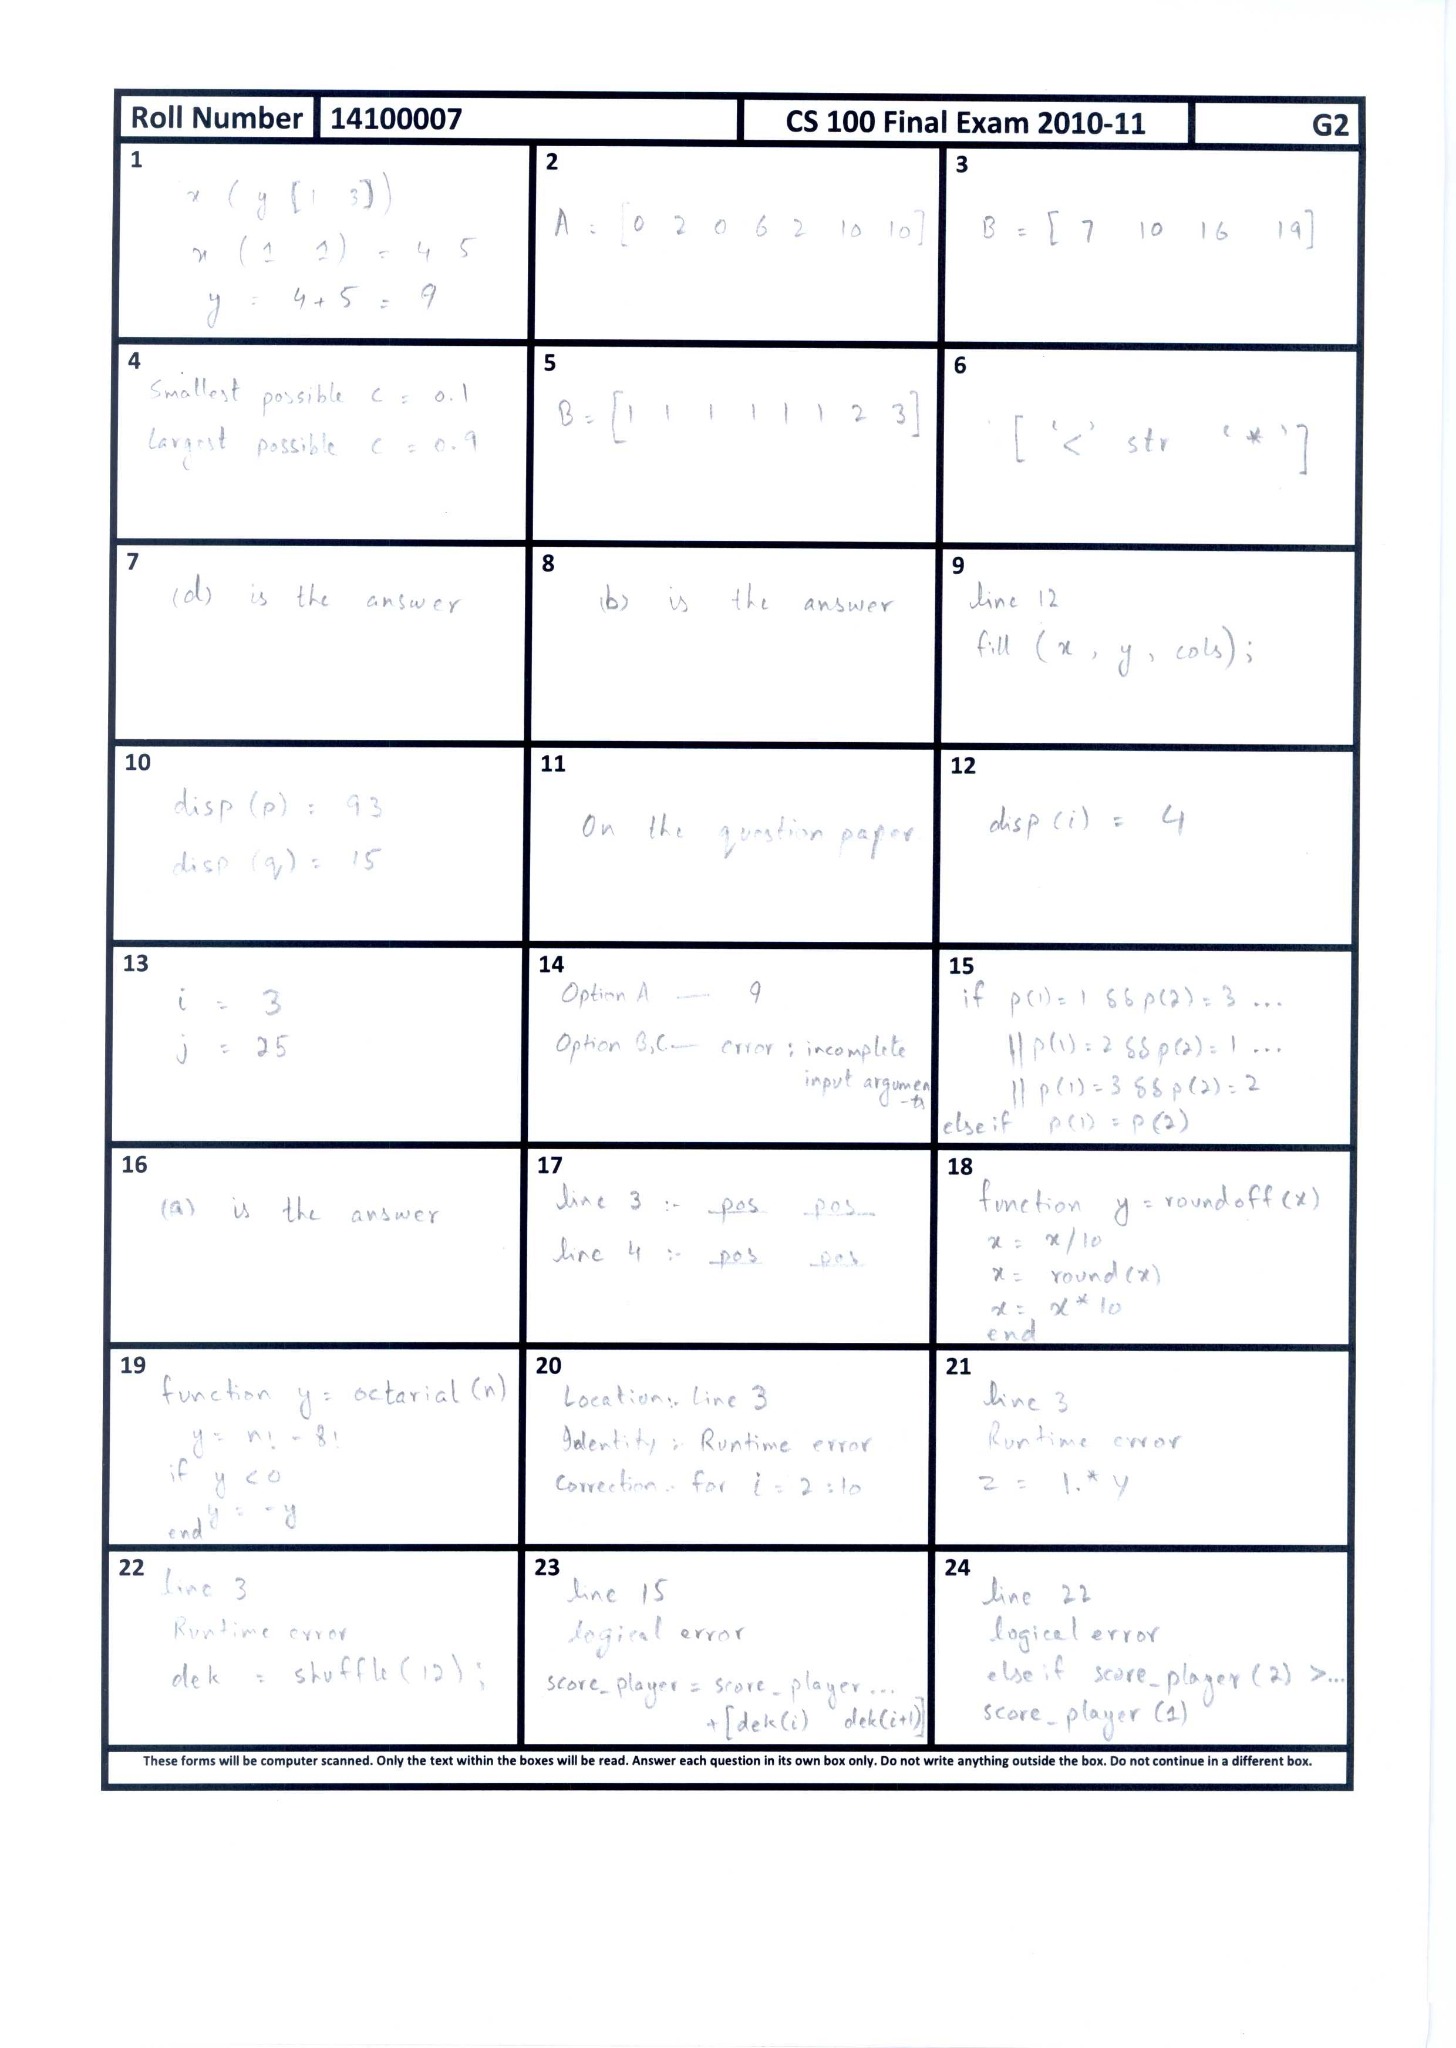 Roll Number 14100007 CS 100 Final Exam 2010-11 G2
1
x ( y [1 3])
x ( 1 1 ) = 4 5
y = 4+5 = 9
2
A = [0 2 0 6 2 10 10]
3
B = [ 7 10 16 19]
4
Smallest possible c = 0.1
Largest possible c = 0.9
5
B = [1 1 1 1 1 1 2 3]
6
[ '<' str '*']
7
(d) is the answer
8
(b) is the answer
9
line 12
fill (x, y, cols);
10
disp (p) = 93
disp (q) = 15
11
On the question paper
12
disp (i) = 4
13
i = 3
j = 25
14
Option A — 9
Option B,C — error : incomplete
input argumen
-ts
15
if p(1)= 1 && p(2)= 3 ...
|| p(1)= 2 && p(2)= 1 ...
|| p(1)= 3 && p(2)= 2
elseif p(1) = p(2)
16
(a) is the answer
17
line 3 :- pos pos
line 4 :- pos pos
18
function y = roundoff (x)
x = x/10
x = round (x)
x = x * 10
end
19
function y = octarial (n)
y = n! - 8!
if y < 0
y = -y
end
20
Location:- Line 3
Identity :- Runtime error
Correction :- for i = 2:10
21
line 3
Runtime error
z = 1.* y
22
line 3
Runtime error
dek = shuffle (12);
23
line 15
logical error
score_player = score_player...
+ [dek(i) dek(i+1)]
24
line 22
logical error
elseif score_player (2) >...
score_player (1)
These forms will be computer scanned. Only the text within the boxes will be read. Answer each question in its own box only. Do not write anything outside the box. Do not continue in a different box.